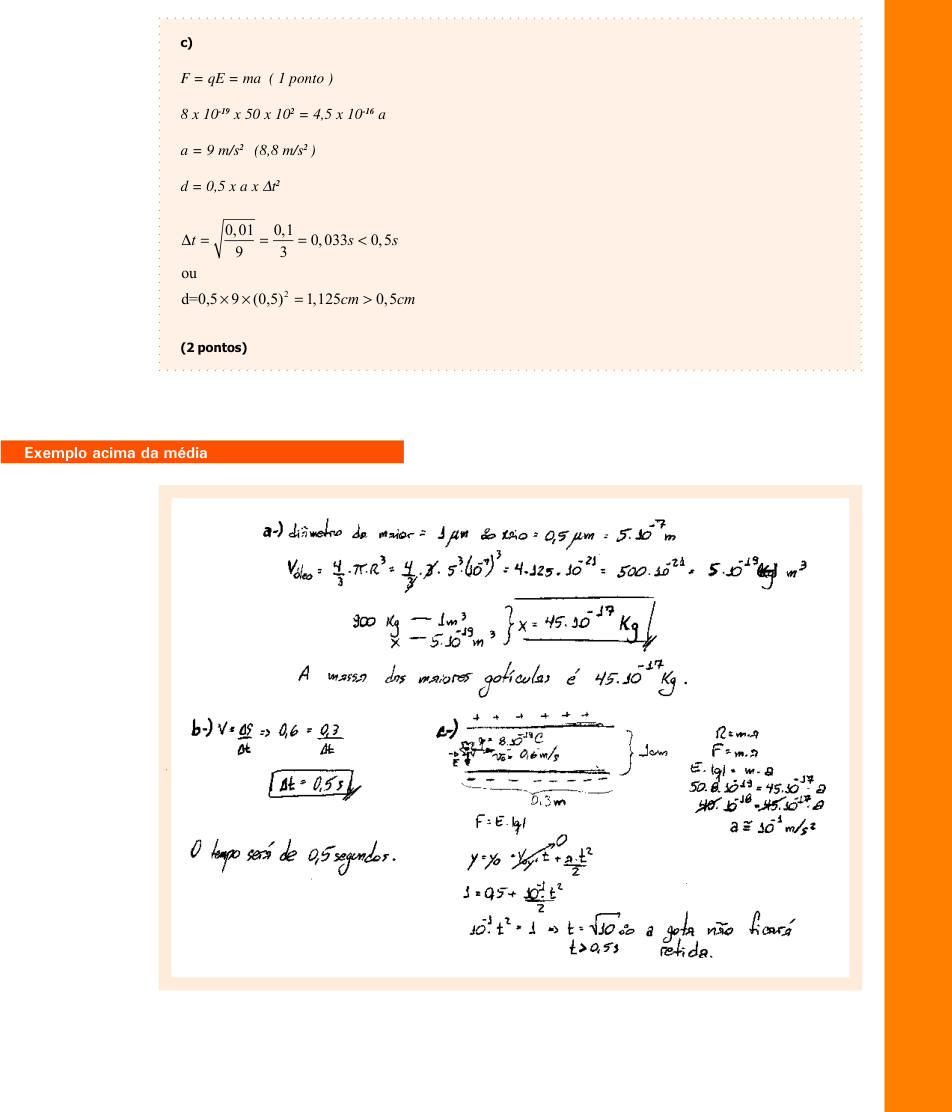 c)
F = qE = ma ( 1 ponto )
8 x 10⁻¹⁹ x 50 x 10² = 4,5 x 10⁻¹⁶ a
a = 9 m/s² (8,8 m/s² )
d = 0,5 x a x Δt²
Δt = √(0,01/9) = 0,1/3 = 0,033s < 0,5s
ou
d=0,5 × 9 × (0,5)² = 1,125cm > 0,5cm
(2 pontos)
Exemplo acima da média
a-) diâmetro da maior = 1 μm ∴ raio = 0,5 μm = 5.10⁻⁷ m
Vóleo = 4/3 .π.R³ = 4/3 .3. 5³.(10⁻⁷)³ = 4.125.10⁻²¹ = 500.10⁻²¹ = 5.10⁻¹⁹ m³
900 Kg — 1m³
x — 5.10⁻¹⁹ m³ } x = 45.10⁻¹⁷ Kg
A massa das maiores gotículas é 45.10⁻¹⁷ Kg.
b-) V = ΔS/Δt => 0,6 = 0,3/Δt
Δt = 0,5 s
O tempo será de 0,5 segundos.
c-) + + + + + +
q = 8.10⁻¹⁹ C
V₀ = 0,6 m/s
E
1cm
- - - - - - -
0,3 m
F = E.|q|
y = y₀ + V₀y.t + a.t²/2
0
1 = 0,5 + 10⁻¹.t²/2
10⁻¹.t² = 1 => t = √10 ∴ a gota não ficará
t > 0,5s retida.
R = m.a
F = m.a
E.|q| = m.a
50.8.10⁻¹⁹ = 45.10⁻¹⁷.a
40.10⁻¹⁸ = 45.10⁻¹⁷.a
a ≅ 10⁻¹ m/s²